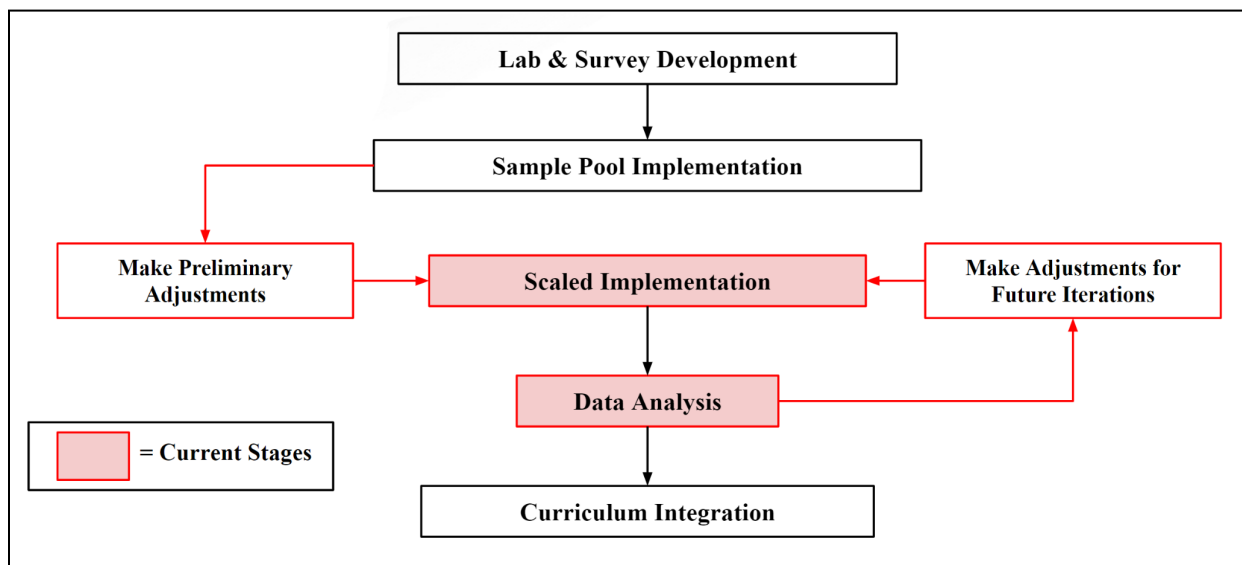 Lab & Survey Development
Sample Pool Implementation
Make Preliminary
Adjustments
Scaled Implementation
Make Adjustments for
Future Iterations
Data Analysis
= Current Stages
Curriculum Integration